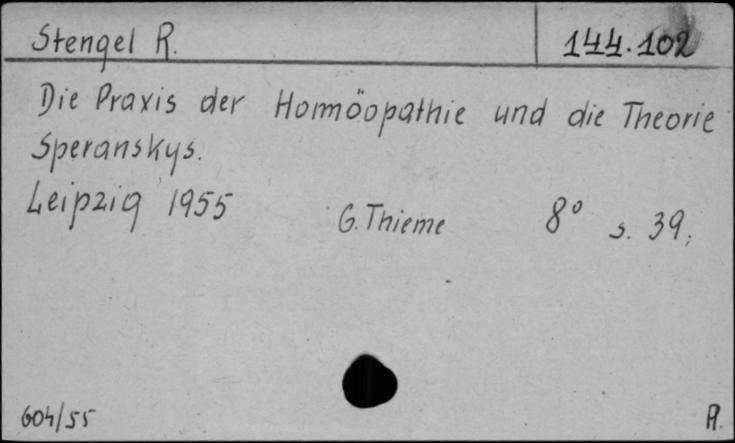 Stengel R. 144.102
Die Praxis der Homöopathie und die Theorie
Speranskys.
Leipzig 1955 G. Thieme 8° s. 39;
604/55 A.